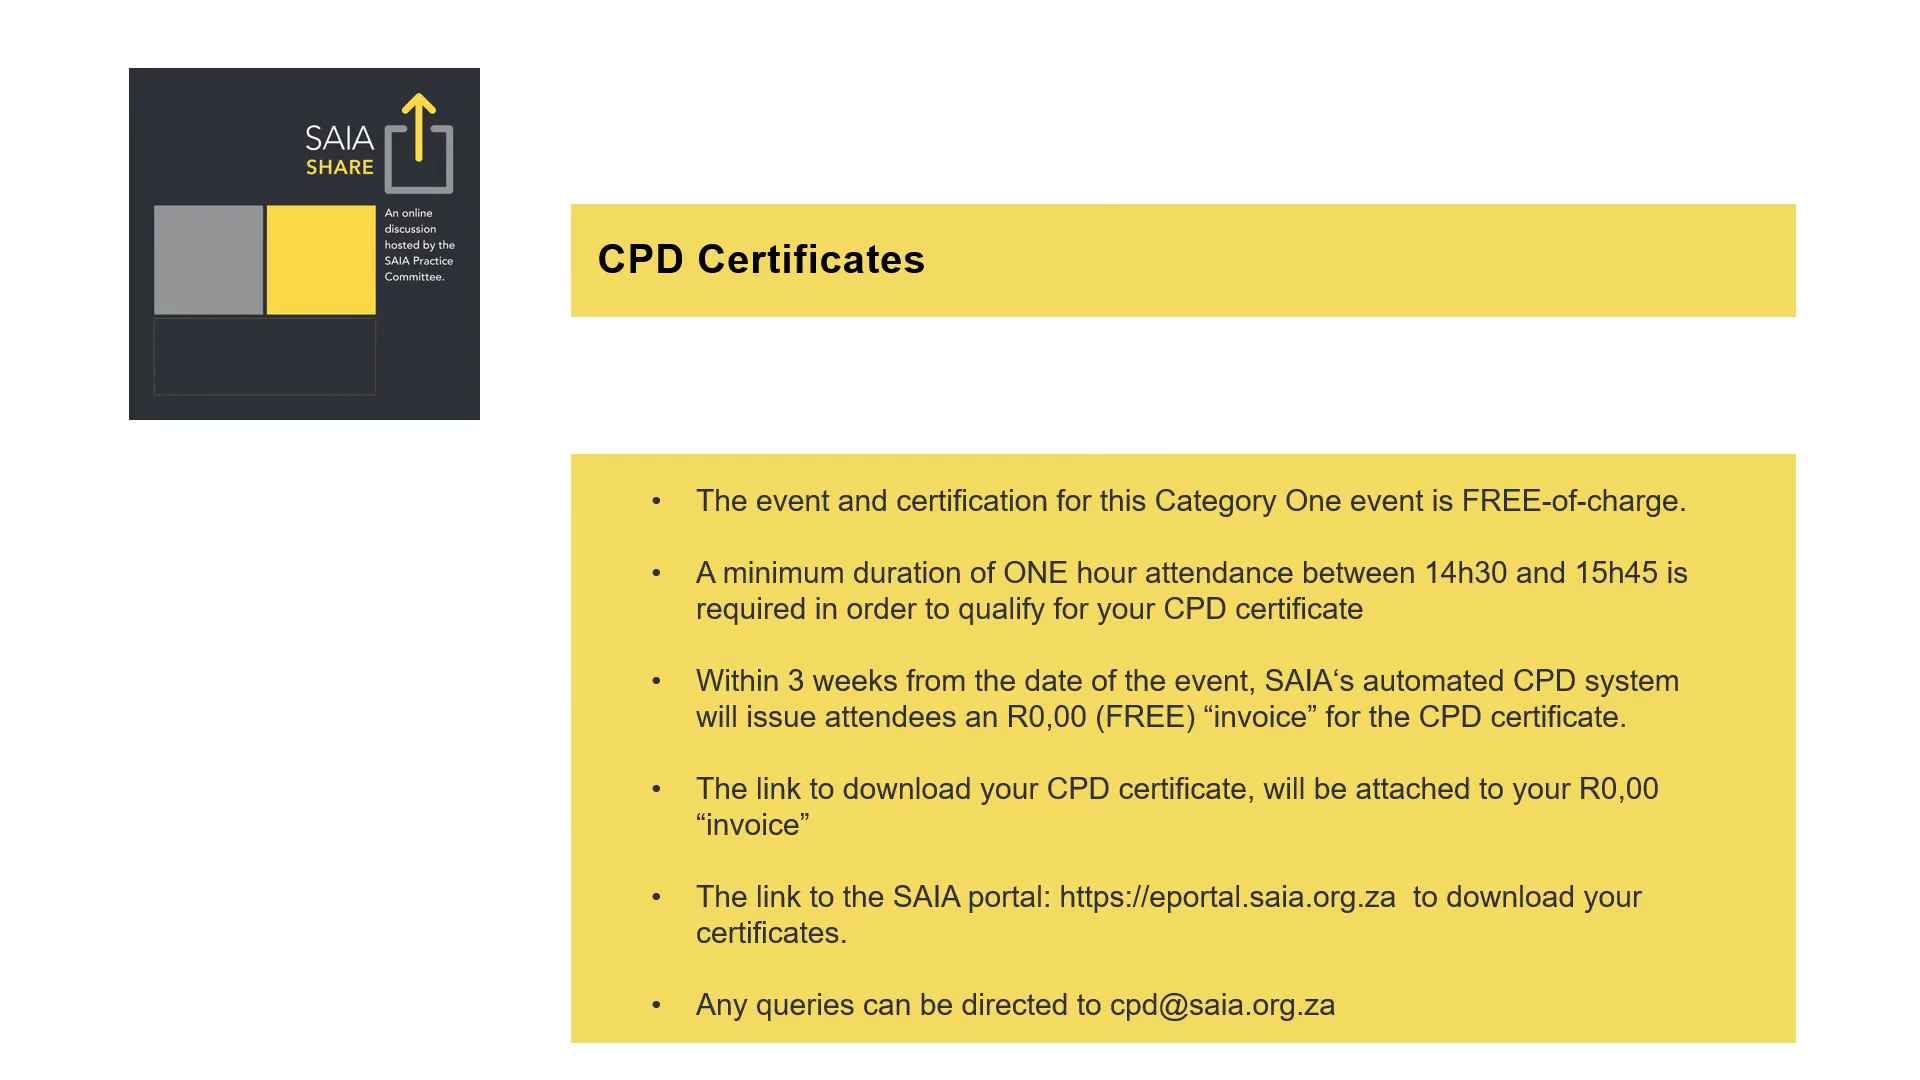 SAIA
SHARE
An online
discussion
hosted by the
SAIA Practice
Committee.
CPD Certificates
• The event and certification for this Category One event is FREE-of-charge.
• A minimum duration of ONE hour attendance between 14h30 and 15h45 is
required in order to qualify for your CPD certificate
• Within 3 weeks from the date of the event, SAIA‘s automated CPD system
will issue attendees an R0,00 (FREE) “invoice” for the CPD certificate.
• The link to download your CPD certificate, will be attached to your R0,00
“invoice”
• The link to the SAIA portal: https://eportal.saia.org.za  to download your
certificates.
• Any queries can be directed to cpd@saia.org.za